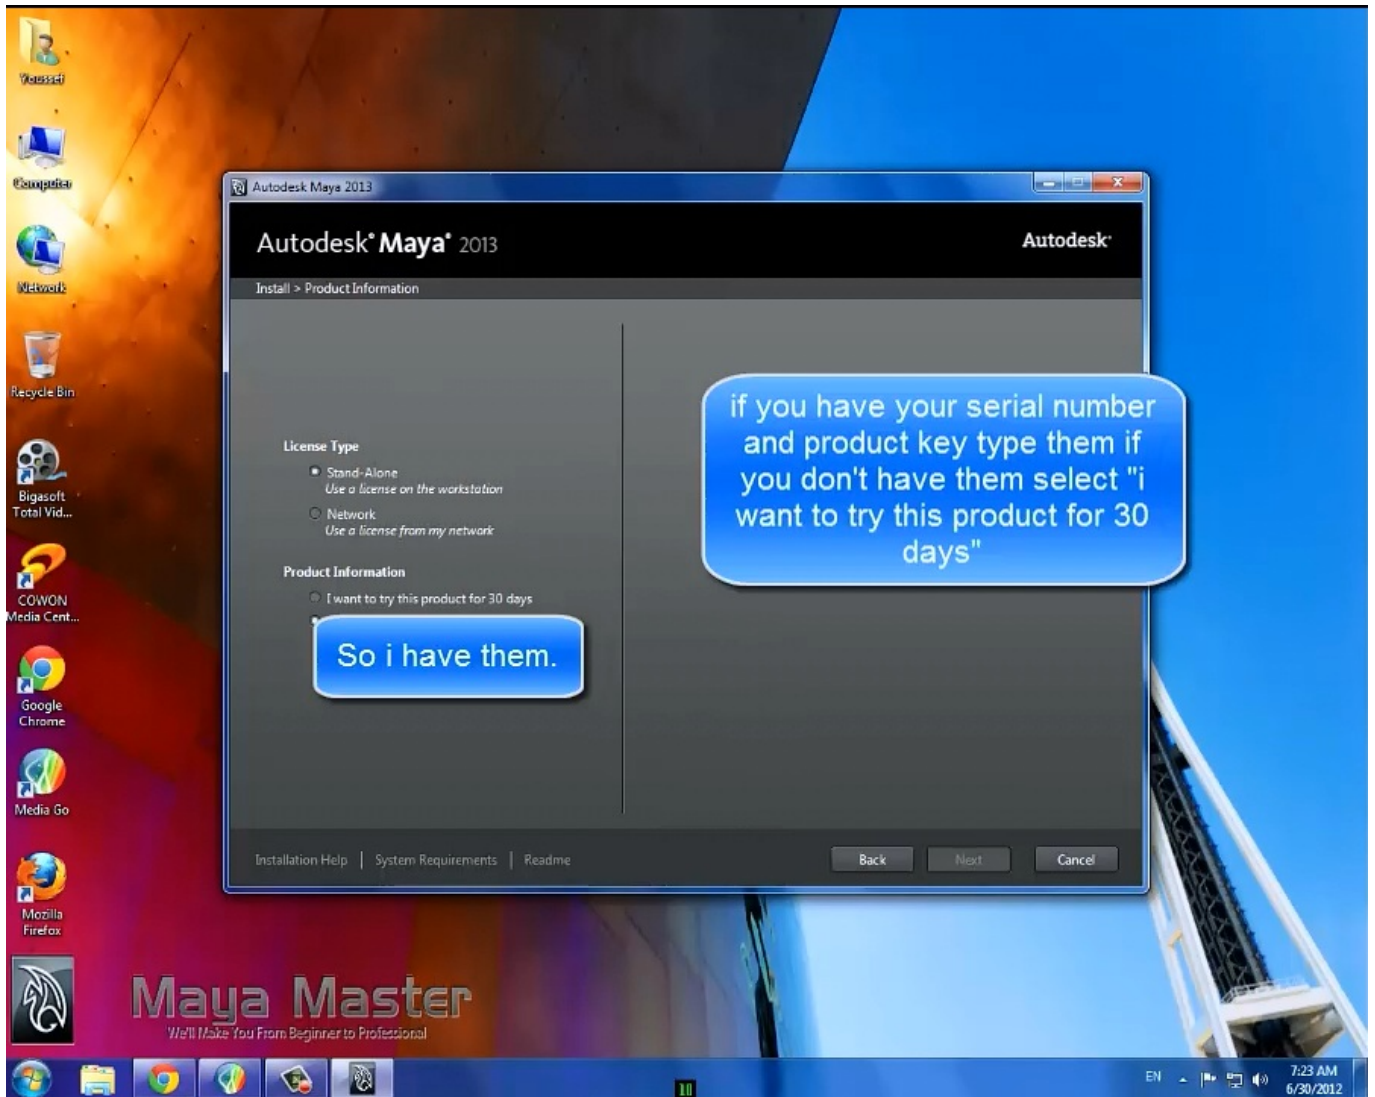 Youssef
Computer
Network
Recycle Bin
Bigasoft
Total Vid...
COWON
Media Cent...
Google
Chrome
Media Go
Mozilla
Firefox
Autodesk Maya 2013
Autodesk® Maya® 2013
Autodesk®
Install > Product Information
License Type
Stand-Alone
Use a license on the workstation
Network
Use a license from my network
Product Information
I want to try this product for 30 days
So i have them.
if you have your serial number
and product key type them if
you don't have them select "i
want to try this product for 30
days"
Installation Help | System Requirements | Readme
Back
Next
Cancel
Maya Master
We'll Make You From Beginner to Professional
10
EN
7:23 AM
6/30/2012